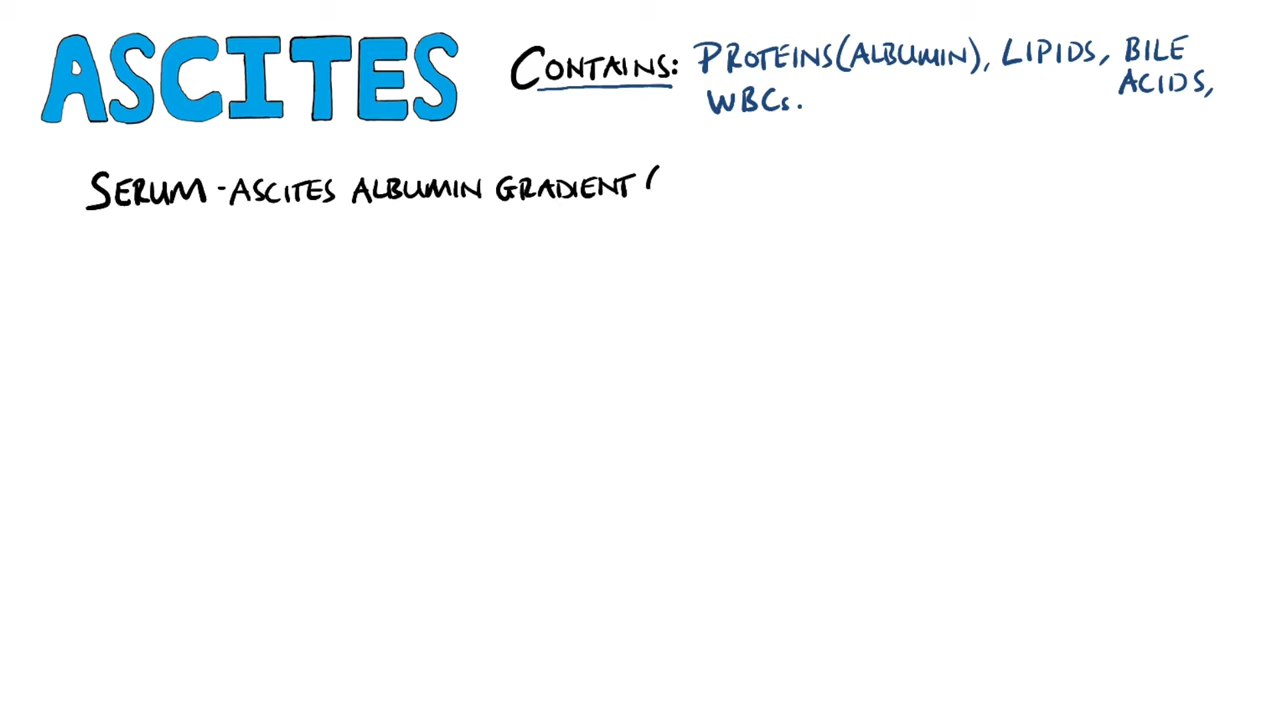 ASCITES
CONTAINS: PROTEINS(ALBUMIN), LIPIDS, BILE
ACIDS,
WBCs.
SERUM-ASCITES ALBUMIN GRADIENT (